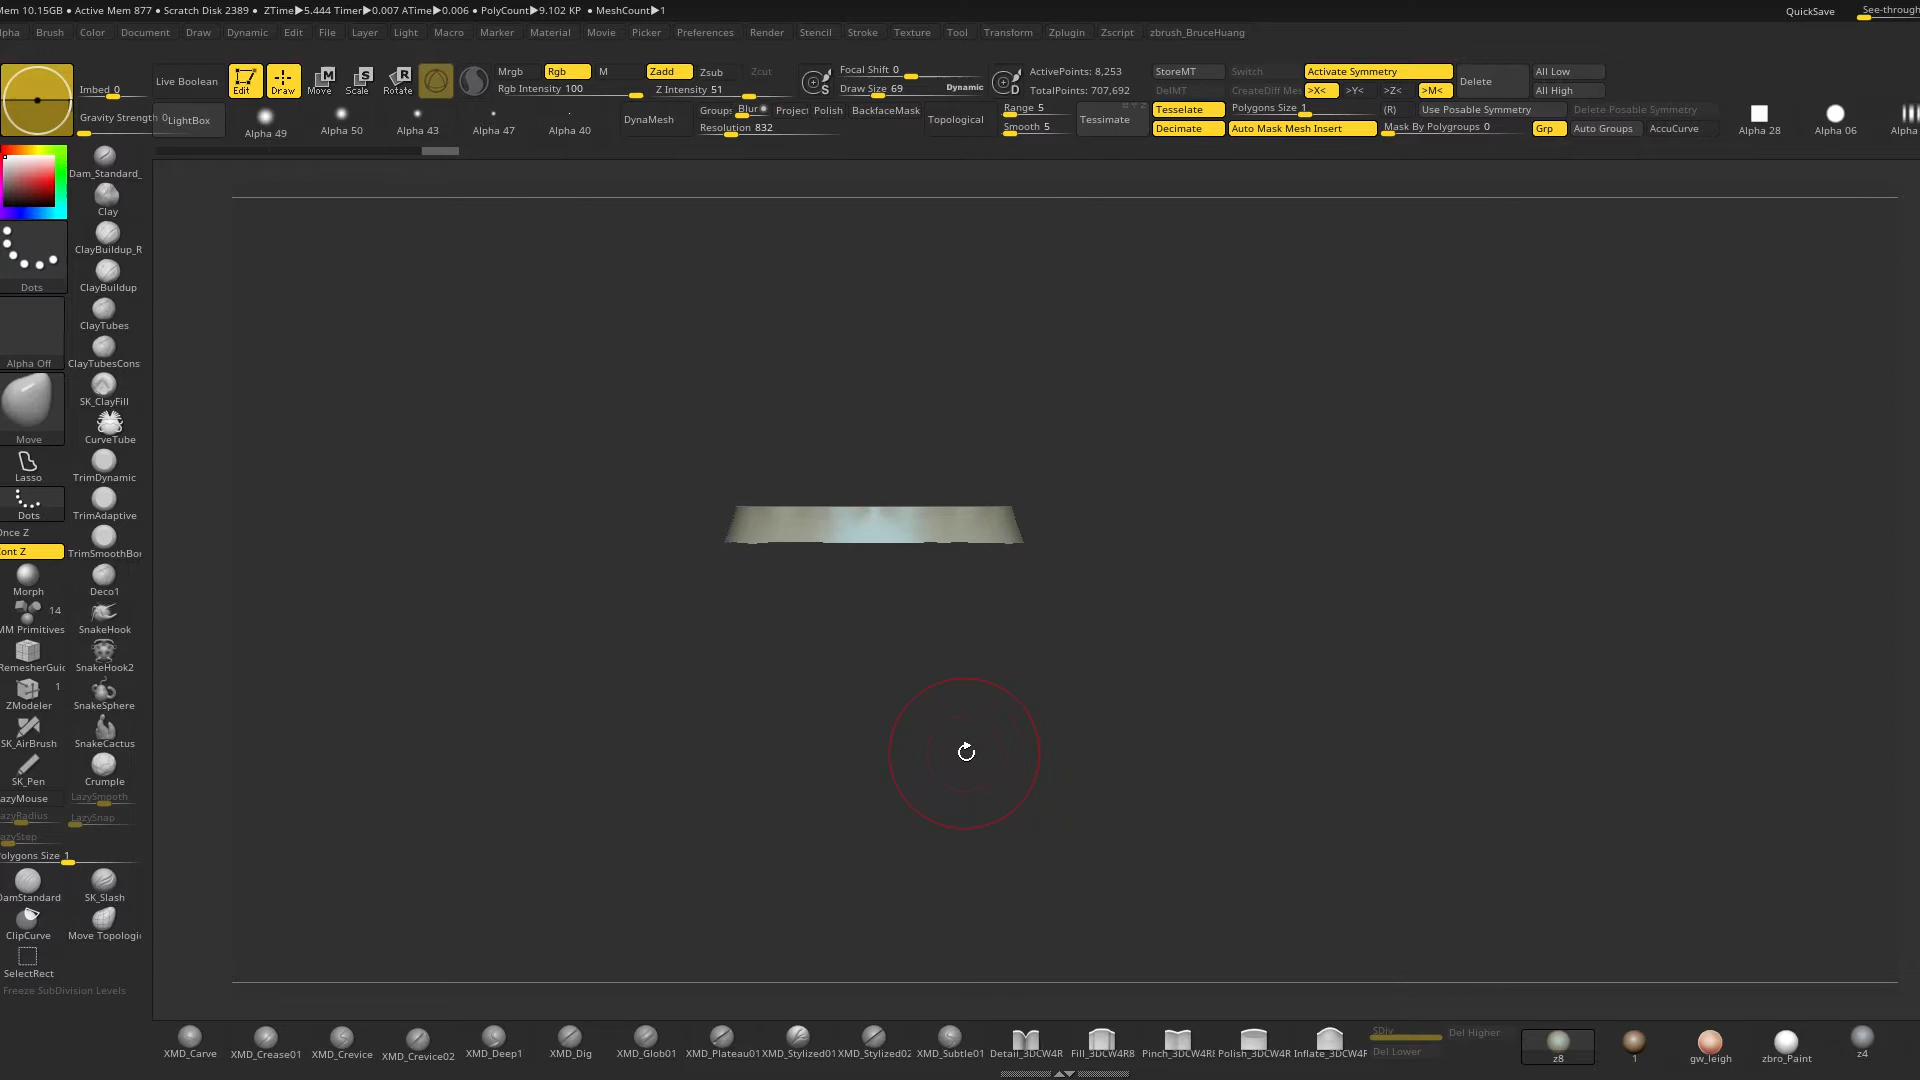 Mem 10.15GB • Active Mem 877 • Scratch Disk 2389 • ZTime▶5.444 Timer▶0.007 ATime▶0.006 • PolyCount▶9.102 KP • MeshCount▶1
QuickSave
See-through
Brush Color Document Draw Dynamic Edit File Layer Light Macro Marker Material Movie Picker Preferences Render Stencil Stroke Texture Tool Transform Zplugin Zscript zbrush_BruceHuang
Imbed 0
Live Boolean
Edit
Draw
Move
Scale
Rotate
Mrgb
Rgb
M
Zadd
Zsub
Zcut
Rgb Intensity 100
Z Intensity 51
Focal Shift 0
Draw Size 69
Dynamic
S
D
ActivePoints: 8,253
TotalPoints: 707,692
StoreMT
Switch
DelMT
Activate Symmetry
>X<
>Y<
>Z<
>M<
Delete
All Low
All High
Gravity Strength 0
LightBox
Alpha 49
Alpha 50
Alpha 43
Alpha 47
Alpha 40
DynaMesh
Groups
Blur
Project
Polish
BackfaceMask
Resolution 832
Topological
Range 5
Smooth 5
Tessimate
Tesselate
Polygons Size 1
(R)
Use Posable Symmetry
Delete Posable Symmetry
Decimate
Auto Mask Mesh Insert
Mask By Polygroups 0
Grp
Auto Groups
AccuCurve
Alpha 28
Alpha 06
Dam_Standard_
Clay
ClayBuildup_R
Dots
ClayBuildup
ClayTubes
Alpha Off
ClayTubesCons
SK_ClayFill
Move
CurveTube
Lasso
TrimDynamic
Dots
TrimAdaptive
TrimSmoothBor
Morph
Deco1
14
MM Primitives
SnakeHook
SnakeHook2
1
ZModeler
SnakeSphere
SK_AirBrush
SnakeCactus
SK_Pen
Crumple
LazySmooth
LazySnap
DamStandard
SK_Slash
ClipCurve
Move Topologi
SelectRect
Freeze SubDivision Levels
XMD_Carve
XMD_Crease01
XMD_Crevice
XMD_Crevice02
XMD_Deep1
XMD_Dig
XMD_Glob01
XMD_Plateau01
XMD_Stylized01
XMD_Stylized02
XMD_Subtle01
Detail_3DCW4R
Fill_3DCW4R8
Pinch_3DCW4R8
Polish_3DCW4R
Inflate_3DCW4R
SDiv
Del Higher
Del Lower
z8
1
gw_leigh
zbro_Paint
z4